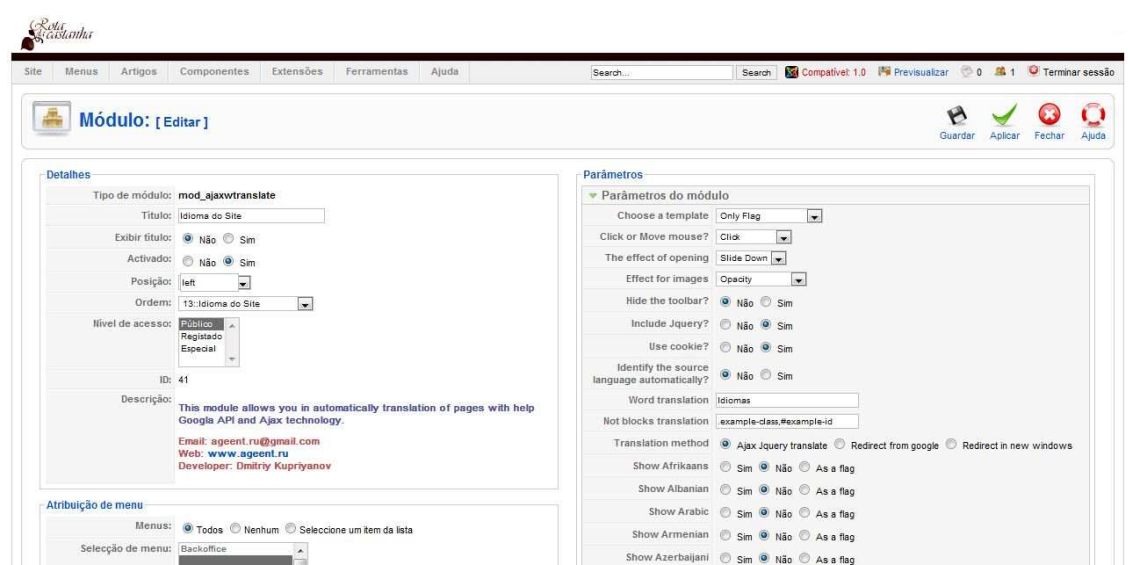 Rota
da castanha
Site Menus Artigos Componentes Extensões Ferramentas Ajuda Search... Search Compatível: 1.0 Previsualizar 0 1 Terminar sessão
Módulo: [ Editar ]
Guardar Aplicar Fechar Ajuda
Detalhes
Tipo de módulo: mod_ajaxwtranslate
Título: Idioma do Site
Exibir título: Não Sim
Activado: Não Sim
Posição: left
Ordem: 13::Idioma do Site
Nível de acesso: Público
Registado
Especial
ID: 41
Descrição: This module allows you in automatically translation of pages with help
Googla API and Ajax technology.
Email: ageent.ru@gmail.com
Web: www.ageent.ru
Developer: Dmitriy Kupriyanov
Atribuição de menu
Menus: Todos Nenhum Seleccione um item da lista
Selecção de menu: Backoffice
Parâmetros
Parâmetros do módulo
Choose a template Only Flag
Click or Move mouse? Click
The effect of opening Slide Down
Effect for images Opacity
Hide the toolbar? Não Sim
Include Jquery? Não Sim
Use cookie? Não Sim
Identify the source
language automatically? Não Sim
Word translation Idiomas
Not blocks translation .example-class,#example-id
Translation method Ajax Jquery translate Redirect from google Redirect in new windows
Show Afrikaans Sim Não As a flag
Show Albanian Sim Não As a flag
Show Arabic Sim Não As a flag
Show Armenian Sim Não As a flag
Show Azerbaijani Sim Não As a flag